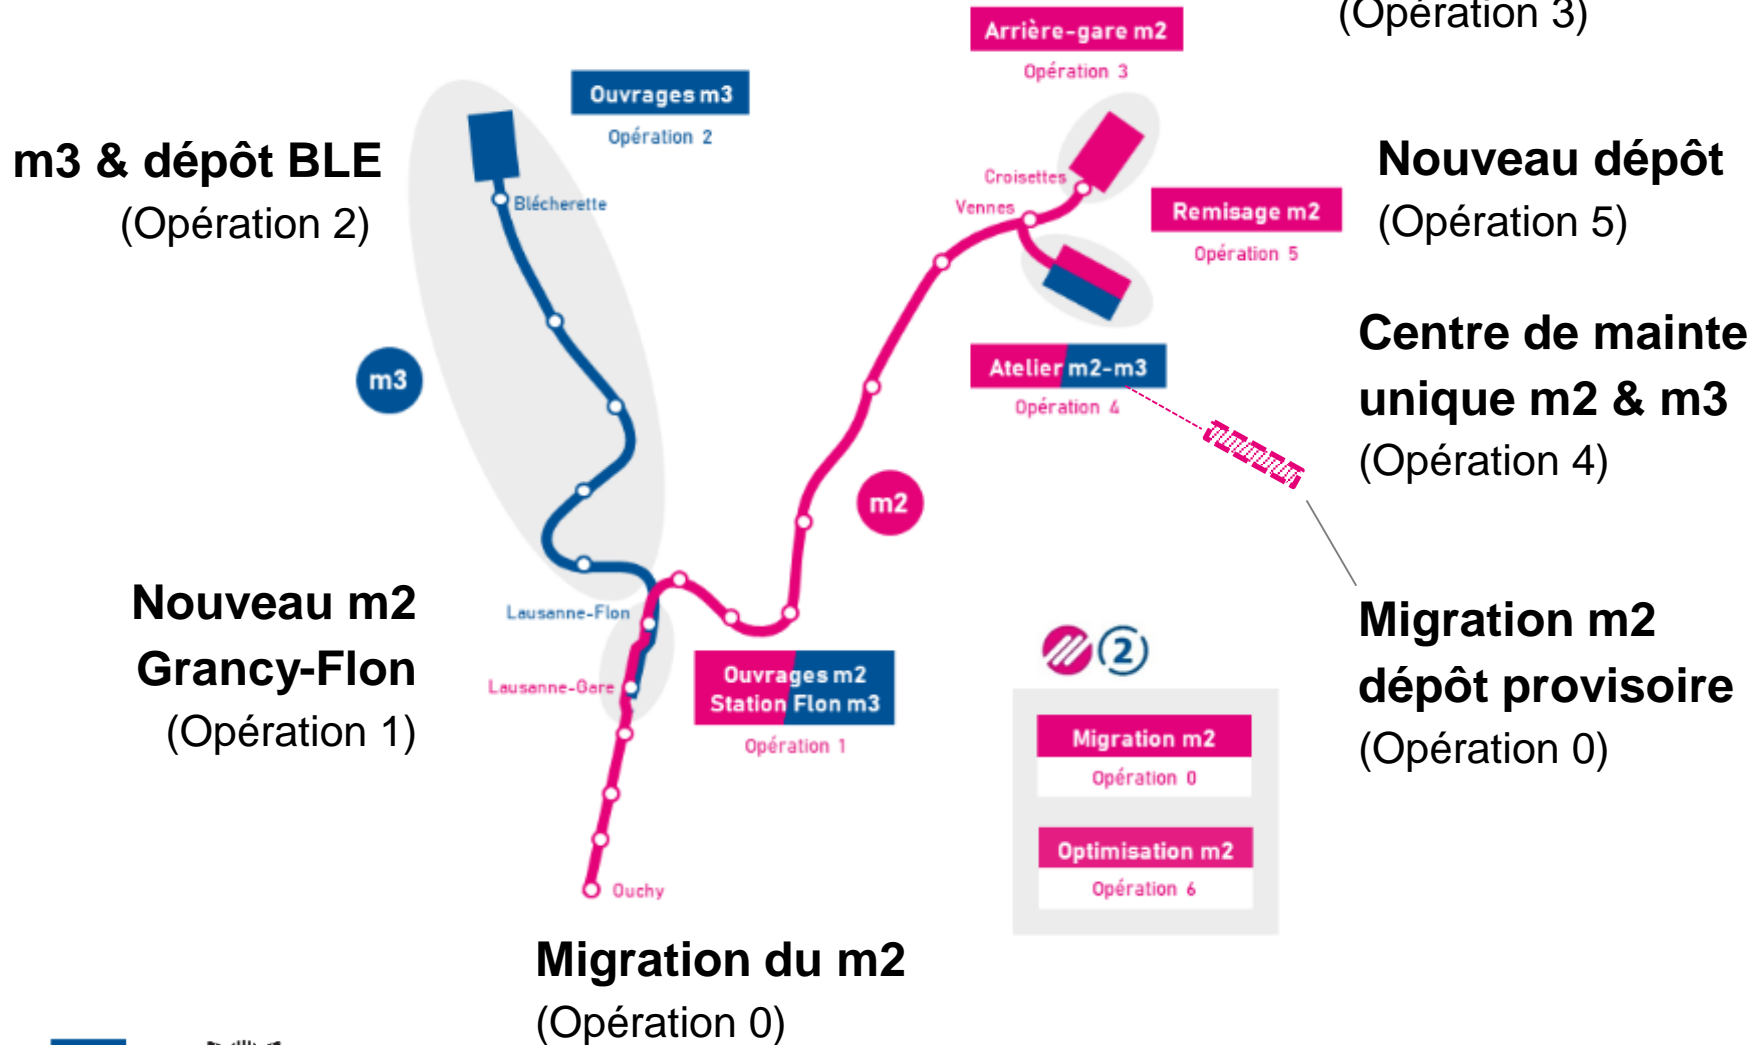 (Opération 3)
Arrière-gare m2
Opération 3
Ouvrages m3
Opération 2
m3 & dépôt BLE
(Opération 2)
Blécherette
Croisettes
Vennes
Remisage m2
Opération 5
Nouveau dépôt
(Opération 5)
m3
Atelier m2-m3
Opération 4
Centre de mainte
unique m2 & m3
(Opération 4)
m2
Nouveau m2
Grancy-Flon
(Opération 1)
Lausanne-Flon
Lausanne-Gare
Ouvrages m2
Station Flon m3
Opération 1
2
Migration m2
Opération 0
Optimisation m2
Opération 6
Migration m2
dépôt provisoire
(Opération 0)
Ouchy
Migration du m2
(Opération 0)